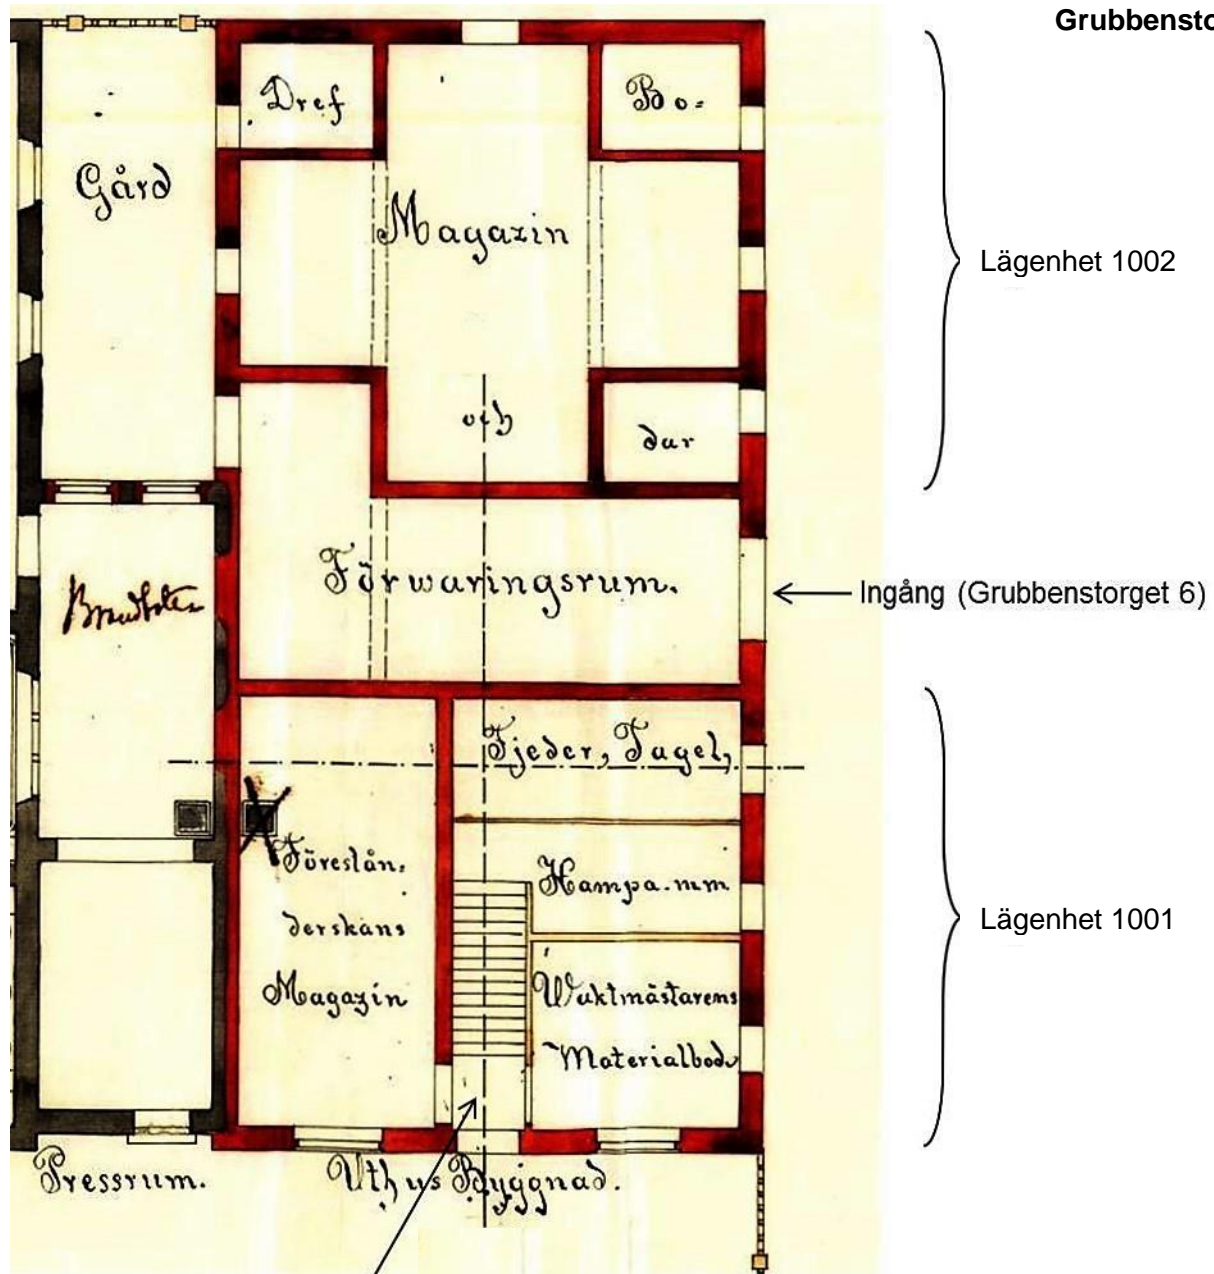 Grubbensto
Dref
Bo=
Gård
Magazin
Lägenhet 1002
och
dar
Förwaringsrum.
Ingång (Grubbenstorget 6)
Fjeder, Tagel,
Hampa. mm
Förestån=
derskans
Magazin
Lägenhet 1001
Waktmästarens
Materialbod
Pressrum.
Uthus Byggnad.